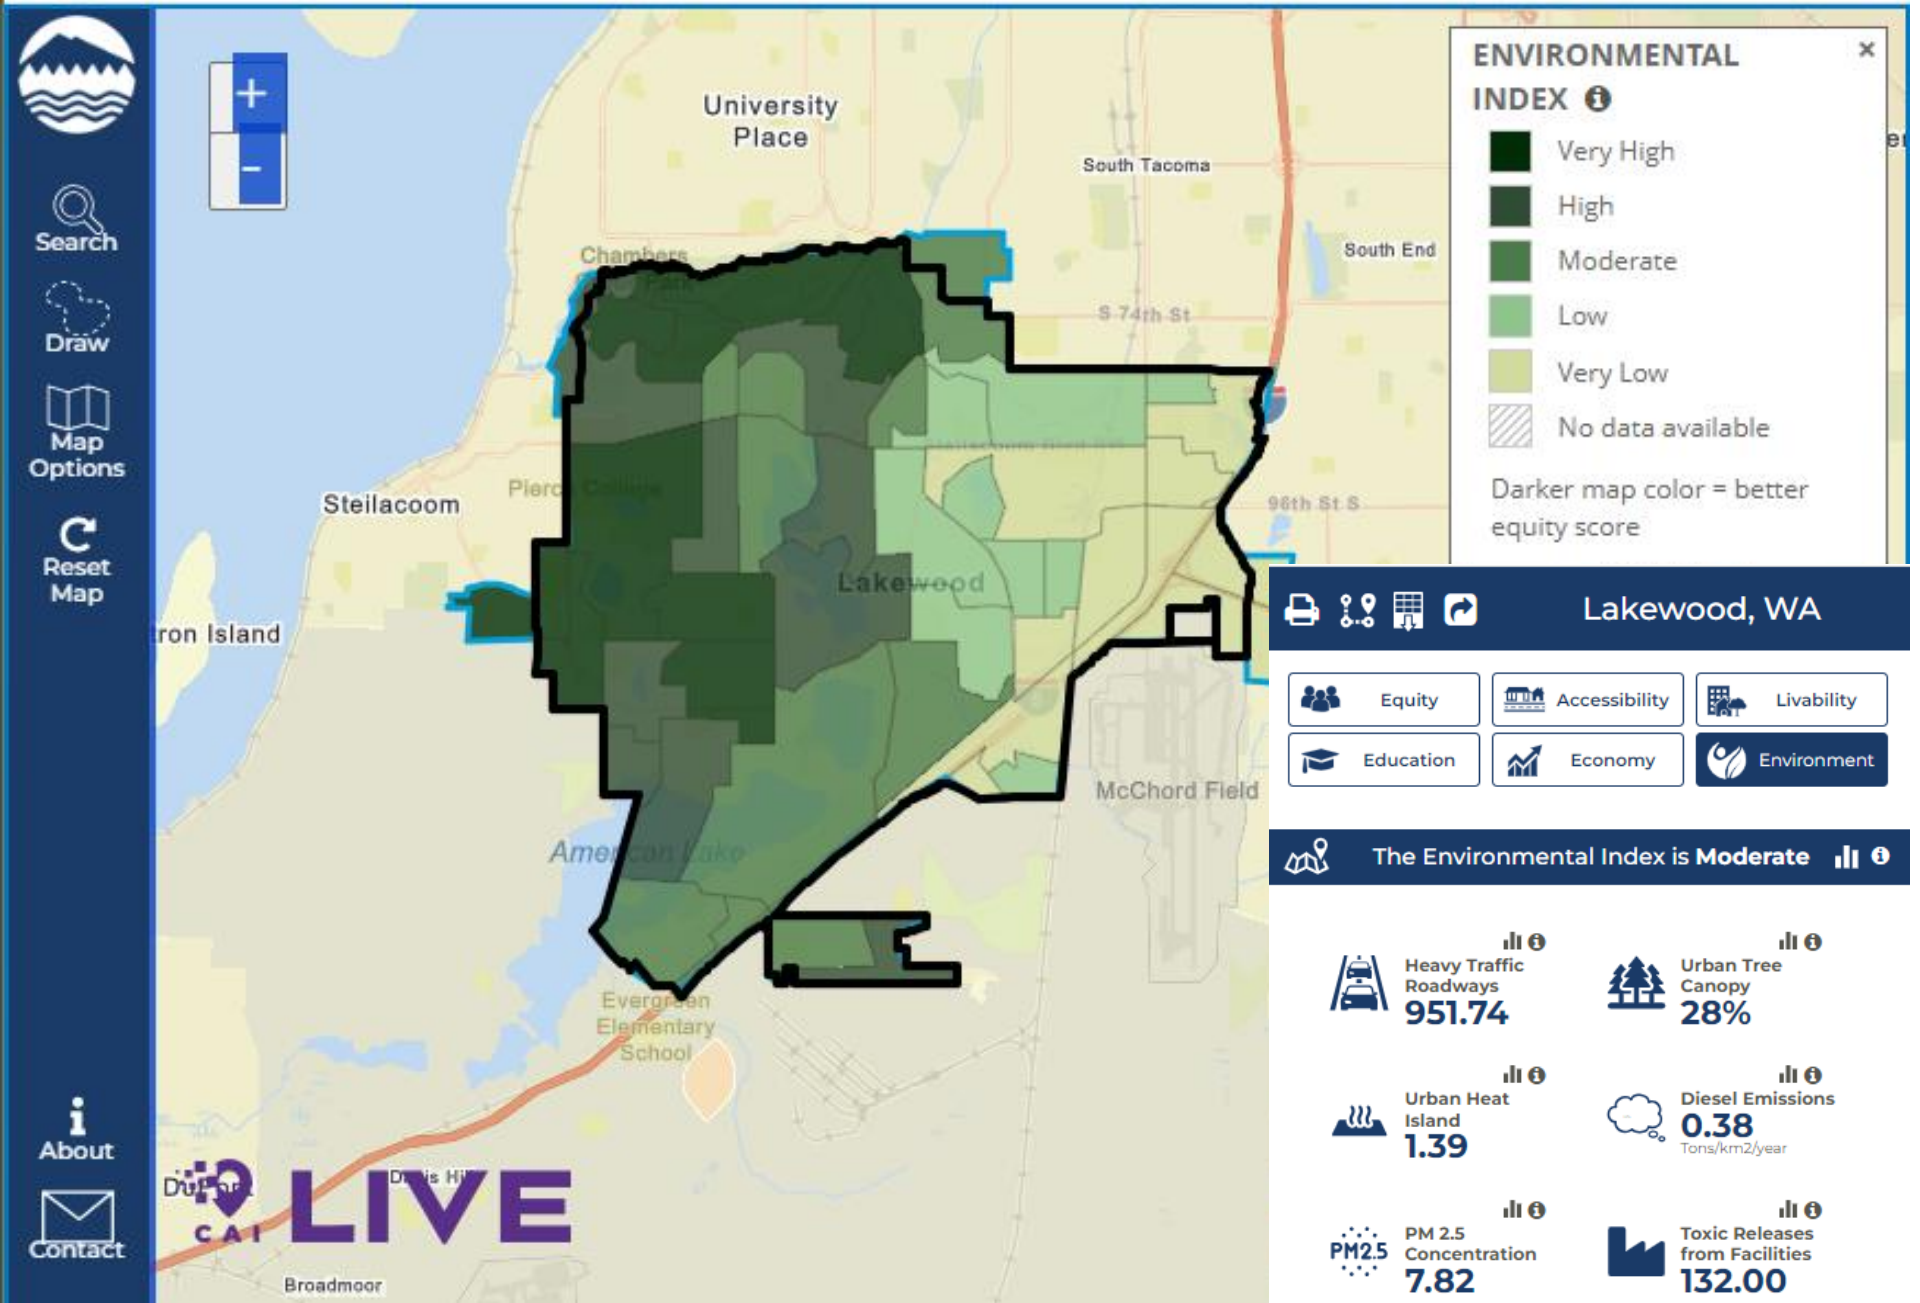 Search
Draw
Map
Options
Reset
Map
About
Contact
+
-
University
Place
South Tacoma
South End
Chambers
Park
S 74th St
Steilacoom
96th St S
Lakewood
tron Island
McChord Field
American Lake
Evergreen
Elementary
School
CAI LIVE
Broadmoor
ENVIRONMENTAL ×
INDEX
Very High
High
Moderate
Low
Very Low
No data available
Darker map color = better
equity score
Lakewood, WA
Equity
Accessibility
Livability
Education
Economy
Environment
The Environmental Index is Moderate
Heavy Traffic
Roadways
951.74
Urban Tree
Canopy
28%
Urban Heat
Island
1.39
Diesel Emissions
0.38
Tons/km2/year
PM2.5
PM 2.5
Concentration
7.82
Toxic Releases
from Facilities
132.00